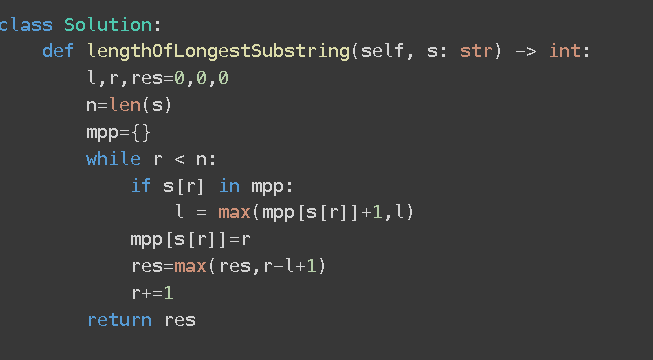 class Solution:
    def lengthOfLongestSubstring(self, s: str) -> int:
        l,r,res=0,0,0
        n=len(s)
        mpp={}
        while r < n:
            if s[r] in mpp:
                l = max(mpp[s[r]]+1,l)
            mpp[s[r]]=r
            res=max(res,r-l+1)
            r+=1
        return res